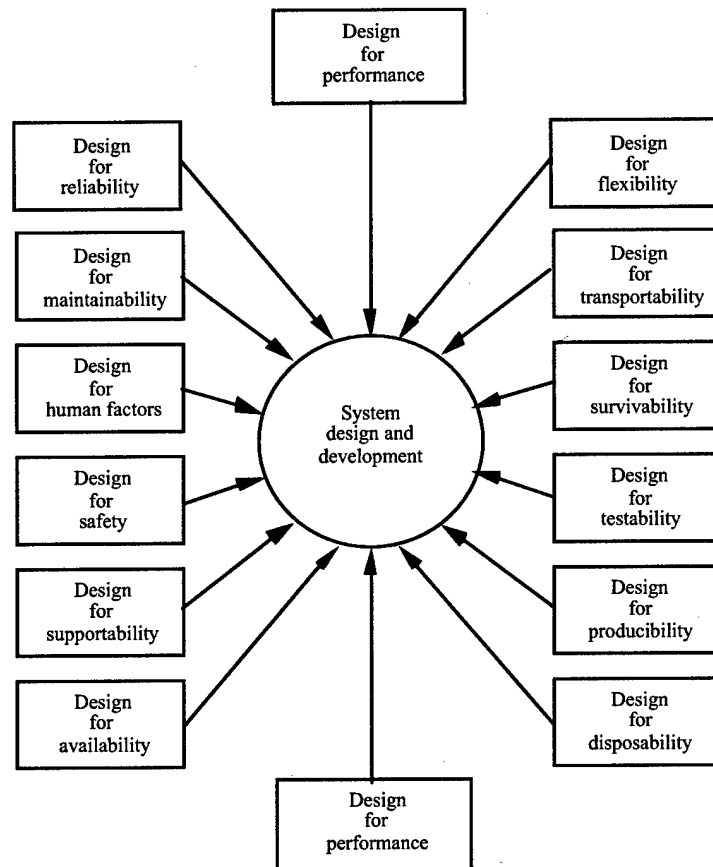 Design
for
performance
Design
for
reliability
Design
for
flexibility
Design
for
maintainability
Design
for
transportability
Design
for
human factors
Design
for
survivability
System
design and
development
Design
for
safety
Design
for
testability
Design
for
supportability
Design
for
producibility
Design
for
availability
Design
for
disposability
Design
for
performance